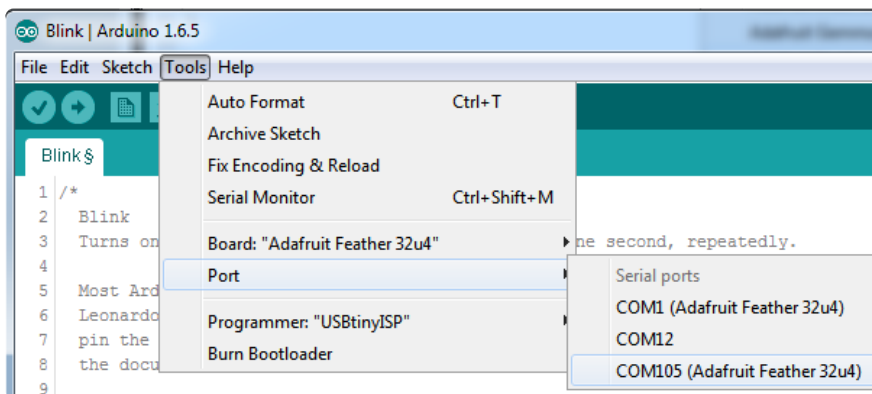 Blink | Arduino 1.6.5
File Edit Sketch Tools Help
Auto Format Ctrl+T
Archive Sketch
Fix Encoding & Reload
Serial Monitor Ctrl+Shift+M
Board: "Adafruit Feather 32u4"
Port
Programmer: "USBtinyISP"
Burn Bootloader
Serial ports
COM1 (Adafruit Feather 32u4)
COM12
COM105 (Adafruit Feather 32u4)
Blink§
1 /*
2 Blink
3 Turns on ne second, repeatedly.
4
5 Most Ard
6 Leonardo
7 pin the
8 the docu
9